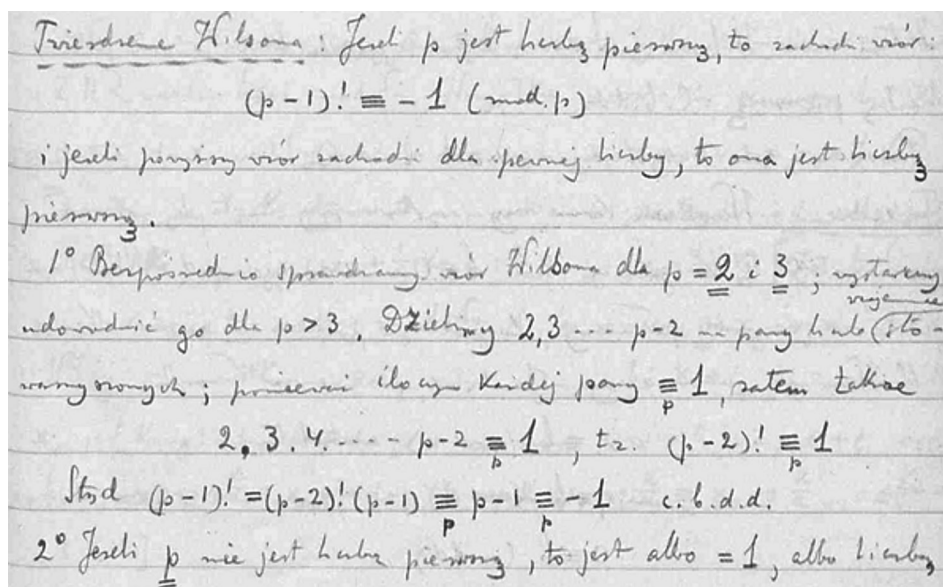 Twierdzenie Wilsona: Jeżeli p jest liczbą pierwszą, to zachodzi wzór:
(p-1)! ≡ -1 (mod. p)
i jeżeli powyższy wzór zachodzi dla pewnej liczby, to ona jest liczbą
pierwszą.
1° Bezpośrednio sprawdzamy wzór Wilsona dla p = 2 i 3, wystarczy
wzajemnie
udowodnić go dla p > 3. Dzielimy 2, 3 ... p-2 na pary liczb (sto-
warzyszonych; ponieważ iloczyn każdej pary ≡ 1, zatem także
p
2.3.4. ... p-2 ≡ 1, tz. (p-2)! ≡ 1
p p
Stąd (p-1)! = (p-2)! (p-1) ≡ p-1 ≡ -1 c.b.d.d.
p p
2° Jeżeli p nie jest liczbą pierwszą, to jest albo = 1, albo liczbą